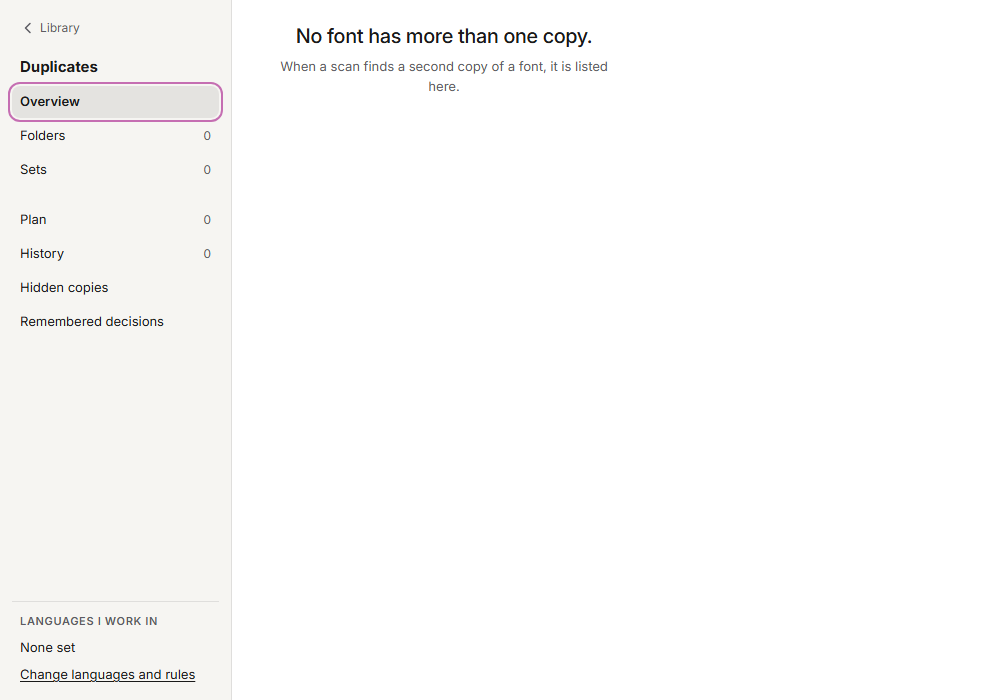 Library
Duplicates
Overview
Folders 0
Sets 0
Plan 0
History 0
Hidden copies
Remembered decisions
LANGUAGES I WORK IN
None set
Change languages and rules
No font has more than one copy.
When a scan finds a second copy of a font, it is listed
here.